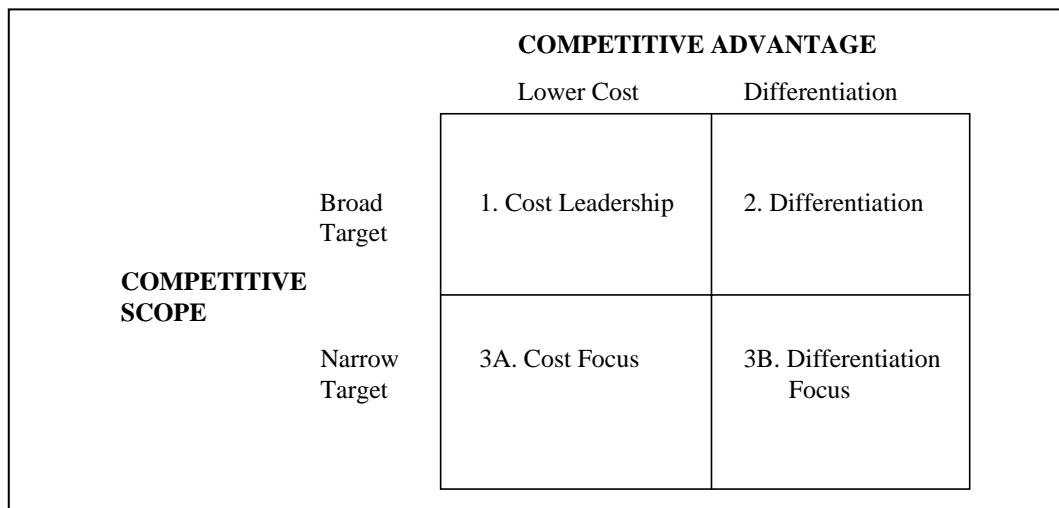 COMPETITIVE ADVANTAGE
Lower Cost Differentiation
Broad
Target
1. Cost Leadership
2. Differentiation
COMPETITIVE
SCOPE
Narrow
Target
3A. Cost Focus
3B. Differentiation
Focus